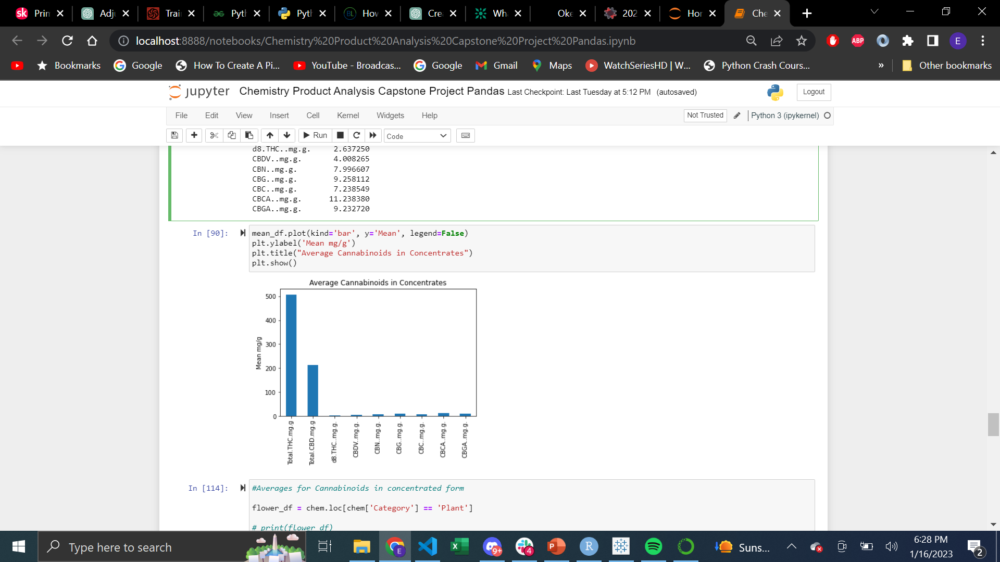 Prin
Adj
Trai
Pyth
Pyth
How
Cre
Wh
Oke
202
Hor
Che
localhost:8888/notebooks/Chemistry%20Product%20Analysis%20Capstone%20Project%20Pandas.ipynb
ABP
E
Bookmarks
Google
How To Create A Pi...
YouTube - Broadcas...
Google
Gmail
Maps
WatchSeriesHD | W...
Python Crash Cours...
»
Other bookmarks
jupyter Chemistry Product Analysis Capstone Project Pandas Last Checkpoint: Last Tuesday at 5:12 PM (autosaved)
Logout
File Edit View Insert Cell Kernel Widgets Help
Not Trusted
Python 3 (ipykernel)
Run
Code
d8.THC..mg.g. 2.637250
CBDV..mg.g. 4.008265
CBN..mg.g. 7.996607
CBG..mg.g. 9.258112
CBC..mg.g. 7.238549
CBCA..mg.g. 11.238380
CBGA..mg.g. 9.232720
In [90]:
mean_df.plot(kind='bar', y='Mean', legend=False)
plt.ylabel('Mean mg/g')
plt.title("Average Cannabinoids in Concentrates")
plt.show()
Average Cannabinoids in Concentrates
500
400
300
200
100
0
Mean mg/g
Total.THC.mg.g
Total.CBD.mg.g
d8.THC..mg.g.
CBDV..mg.g.
CBN..mg.g.
CBG..mg.g.
CBC..mg.g.
CBCA..mg.g.
CBGA..mg.g.
In [114]:
#Averages for Cannabinoids in concentrated form
flower_df = chem.loc[chem['Category'] == 'Plant']
# print(flower_df)
Type here to search
E
9+
4
P
R
Suns...
6:28 PM
1/16/2023
2